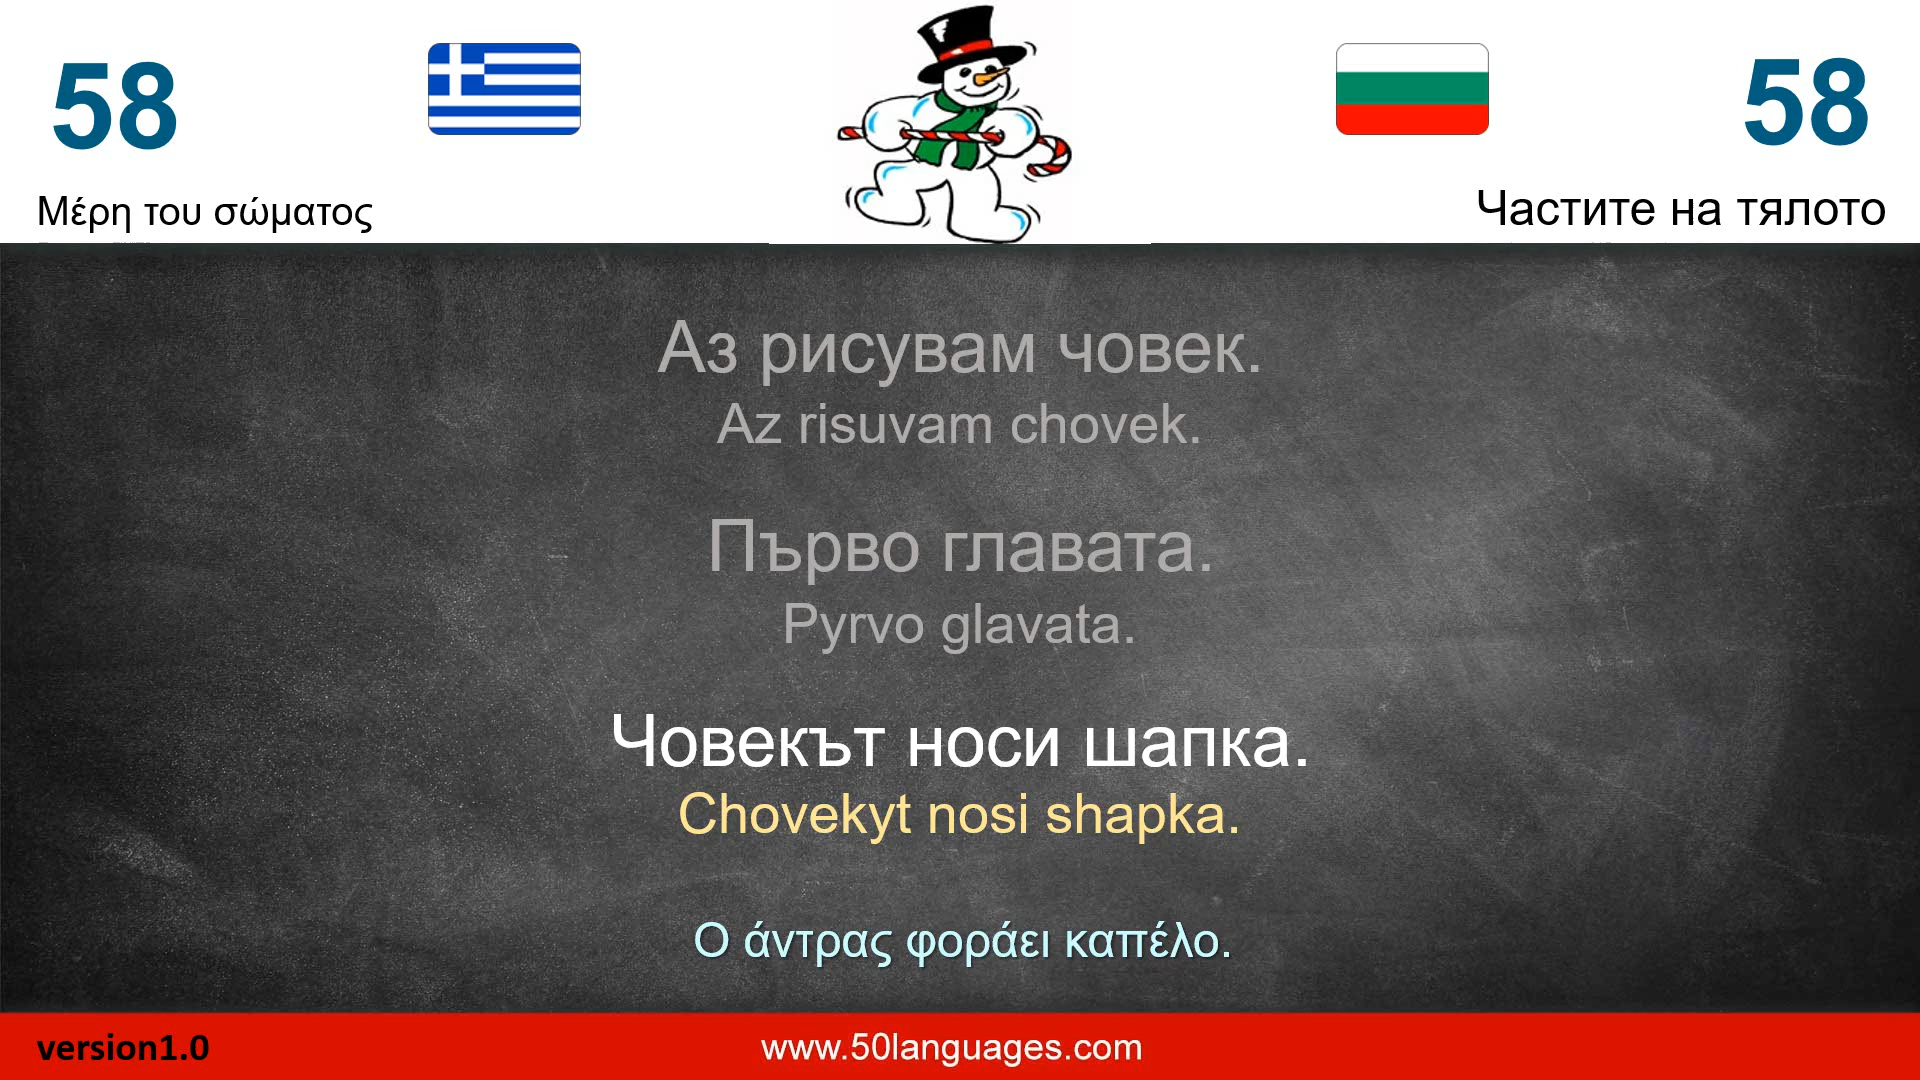 58
58
Μέρη του σώματος
Частите на тялото
Аз рисувам човек.
Az risuvam chovek.
Първо главата.
Pyrvo glavata.
Човекът носи шапка.
Chovekyt nosi shapka.
Ο άντρας φοράει καπέλο.
version1.0
www.50languages.com